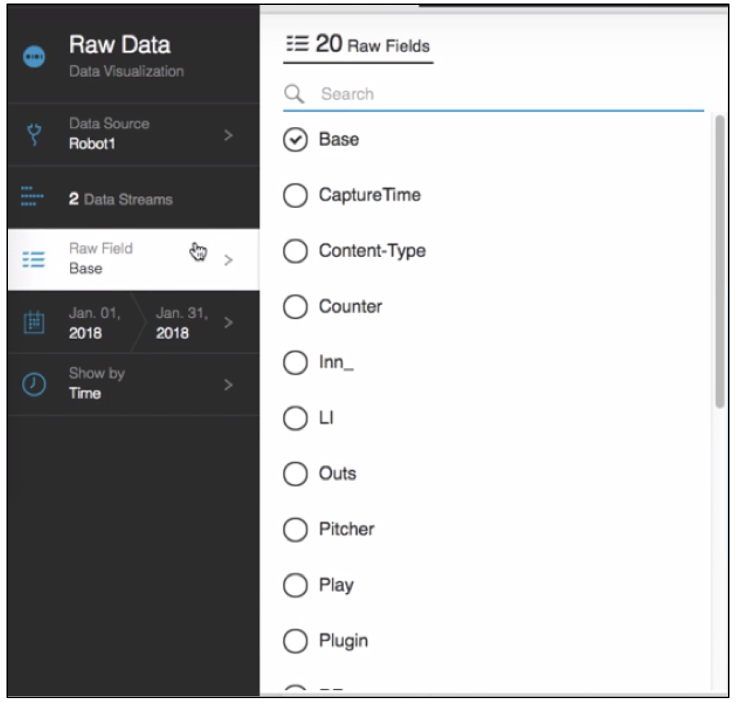 Raw Data
Data Visualization
Data Source
Robot1
2 Data Streams
Raw Field
Base
Jan. 01, Jan. 31,
2018 2018
Show by
Time
20 Raw Fields
Search
Base
CaptureTime
Content-Type
Counter
Inn_
LI
Outs
Pitcher
Play
Plugin